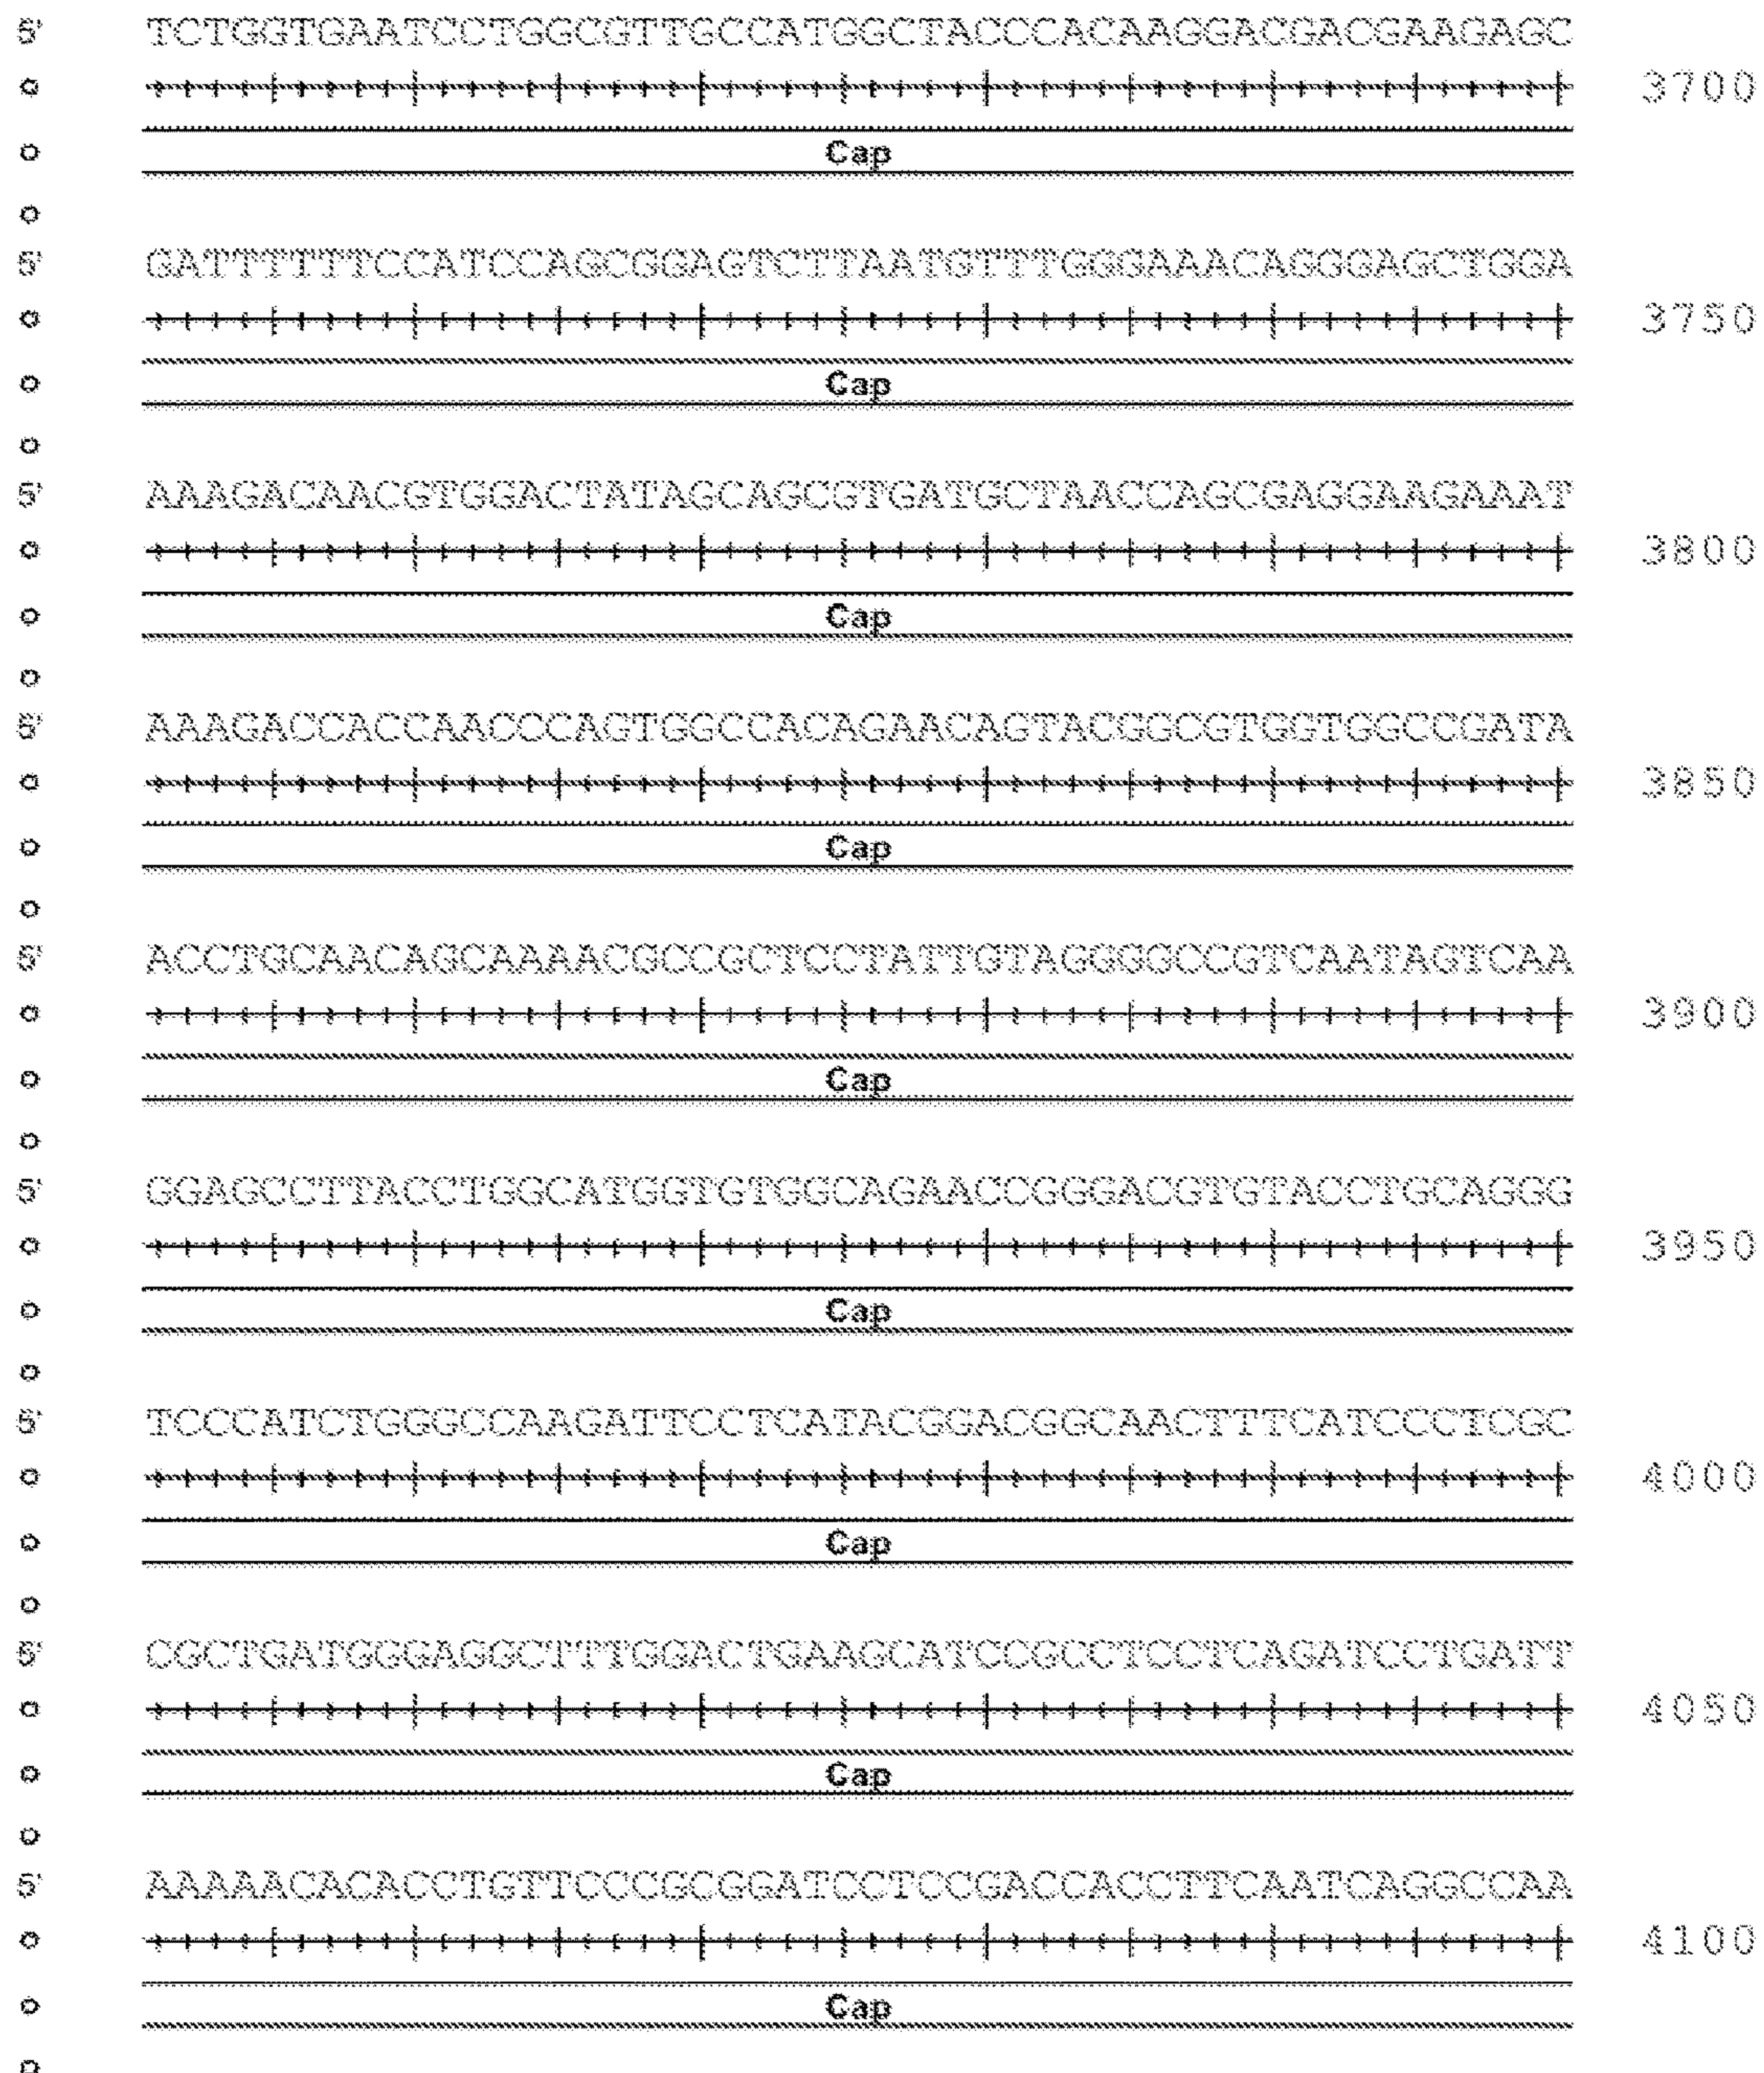 5' TCTGGTGAATCCTGGCGTTGCCATGGCTACCCACAAGGACGACGAAGAGC
3700
Cap
5' GATTTTTTCCATCCAGCGGAGTCTTAATGTTTGGGAAACAGGGAGCTGGA
3750
Cap
5' AAAGACAACGTGGACTATAGCAGCGTGATGCTAACCAGCGAGGAAGAAAT
3800
Cap
5' AAAGACCACCAACCCAGTGGCCACAGAACAGTACGGCGTGGTGGCCGATA
3850
Cap
5' ACCTGCAACAGCAAAACGCCGCTCCTATTGTAGGGGCCGTCAATAGTCAA
3900
Cap
5' GGAGCCTTACCTGGCATGGTGTGGCAGAACCGGGACGTGTACCTGCAGGG
3950
Cap
5' TCCCATCTGGGCCAAGATTCCTCATACGGACGGCAACTTTCATCCCTCGC
4000
Cap
5' CGCTGATGGGAGGCTTTGGACTGAAGCATCCGCCTCCTCAGATCCTGATT
4050
Cap
5' AAAAACACACCTGTTCCCGCGGATCCTCCGACCACCTTCAATCAGGCCAA
4100
Cap